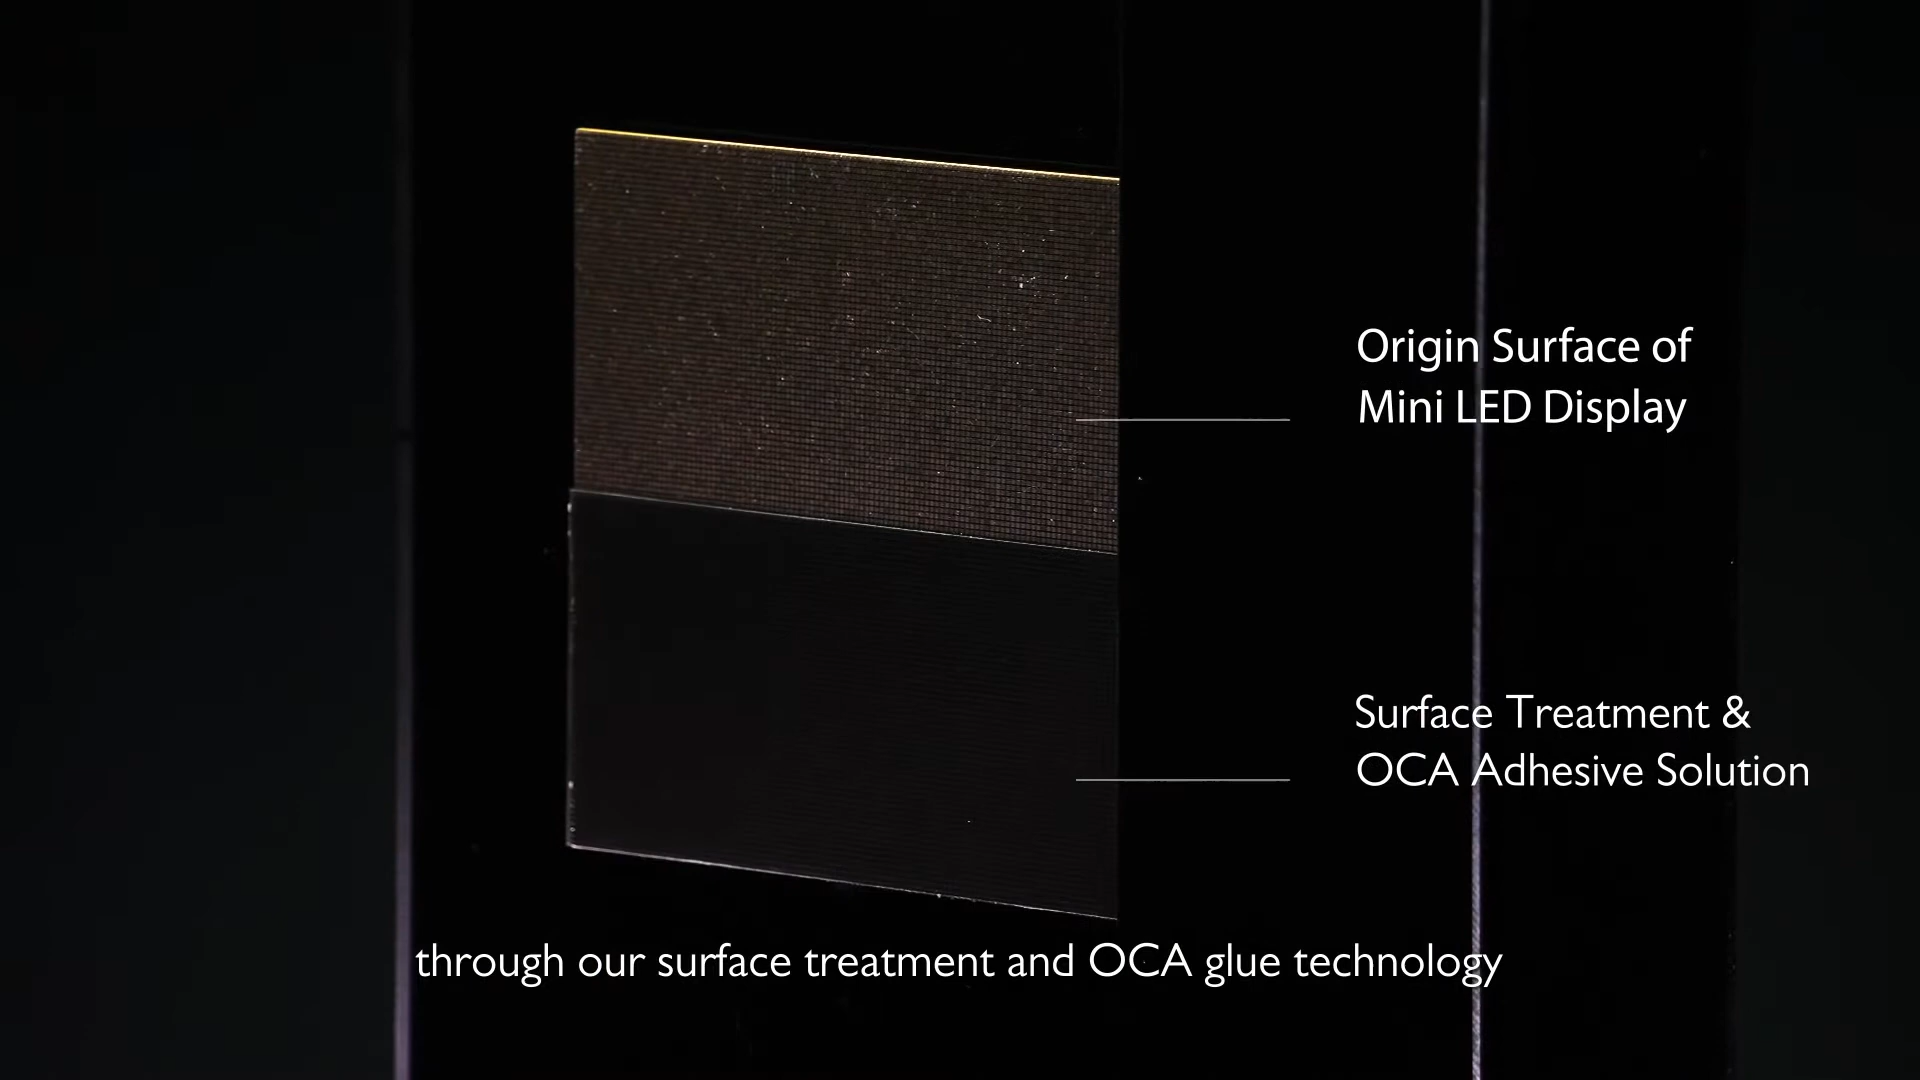 Origin Surface of
Mini LED Display
Surface Treatment &
OCA Adhesive Solution
through our surface treatment and OCA glue technology